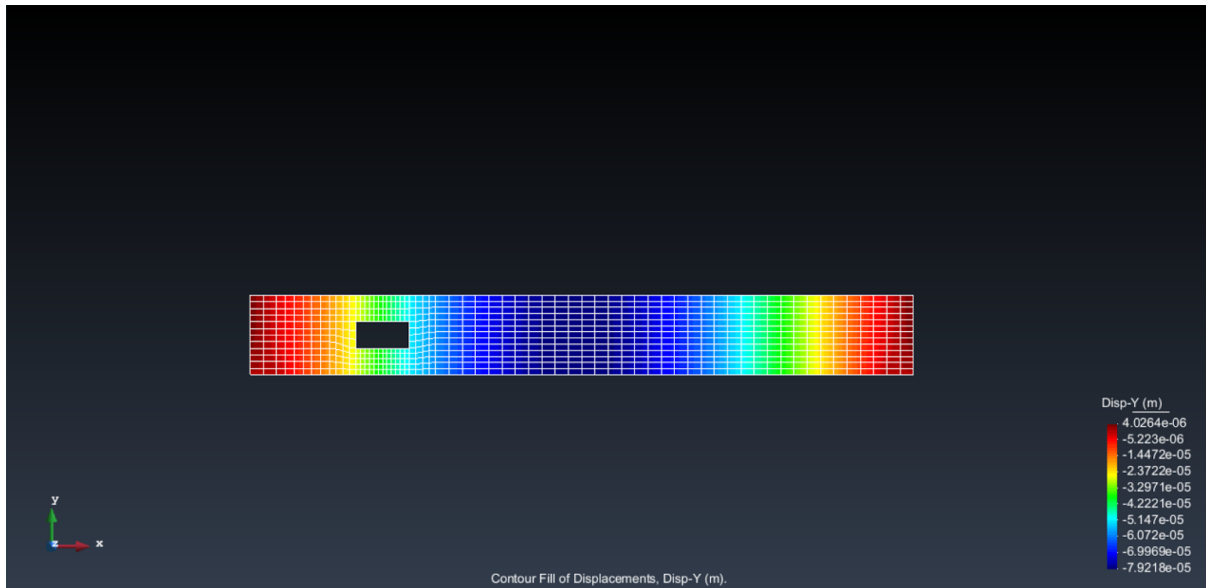 Disp-Y (m)
4.0264e-06
-5.223e-06
-1.4472e-05
-2.3722e-05
-3.2971e-05
-4.2221e-05
-5.147e-05
-6.072e-05
-6.9969e-05
-7.9218e-05
y
z
x
Contour Fill of Displacements, Disp-Y (m).